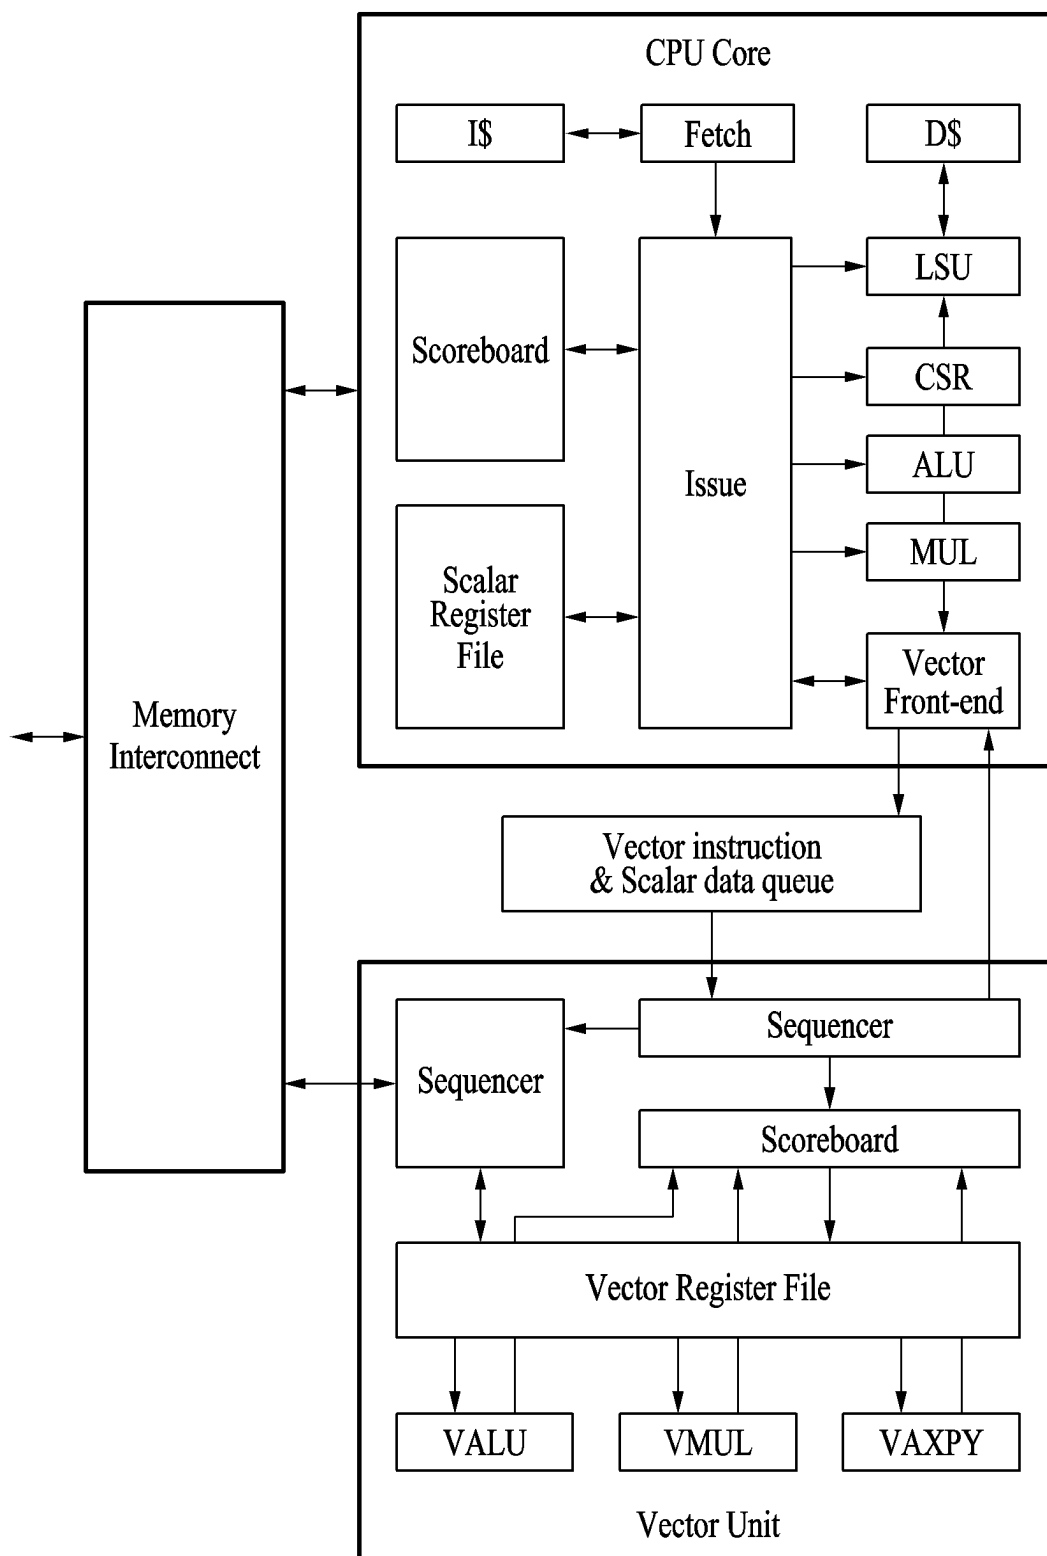 CPU Core
I$
Fetch
D$
LSU
Scoreboard
CSR
ALU
Issue
MUL
Scalar
Register
File
Vector
Front-end
Memory
Interconnect
Vector instruction
& Scalar data queue
Sequencer
Sequencer
Scoreboard
Vector Register File
VALU
VMUL
VAXPY
Vector Unit